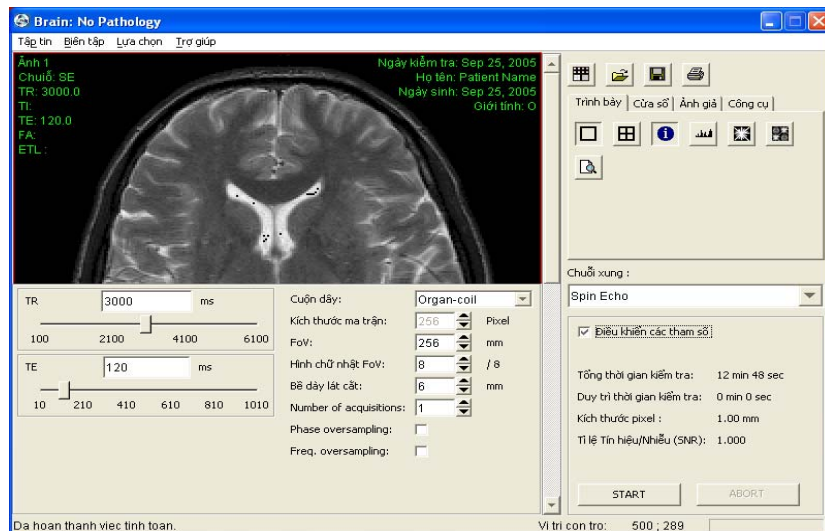 Brain: No Pathology
Tập tin Biên tập Lựa chọn Trợ giúp
Ảnh 1
Chuỗi: SE
TR: 3000.0
TI:
TE: 120.0
FA:
ETL :
Ngày kiểm tra: Sep 25, 2005
Họ tên: Patient Name
Ngày sinh: Sep 25, 2005
Giới tính: O
Trình bày Cửa sổ Ảnh giả Công cụ
Chuỗi xung :
Spin Echo
Điều khiển các tham số
Tổng thời gian kiểm tra: 12 min 48 sec
Duy trì thời gian kiểm tra: 0 min 0 sec
Kích thước pixel : 1.00 mm
Tỉ lệ Tín hiệu/Nhiễu (SNR): 1.000
START ABORT
TR 3000 ms
100 2100 4100 6100
TE 120 ms
10 210 410 610 810 1010
Cuộn dây: Organ-coil
Kích thước ma trận: 256 Pixel
FoV: 256 mm
Hình chữ nhật FoV: 8 / 8
Bề dày lát cắt: 6 mm
Number of acquisitions: 1
Phase oversampling:
Freq. oversampling:
Da hoan thanh viec tinh toan.
Vi tri con tro: 500 ; 289